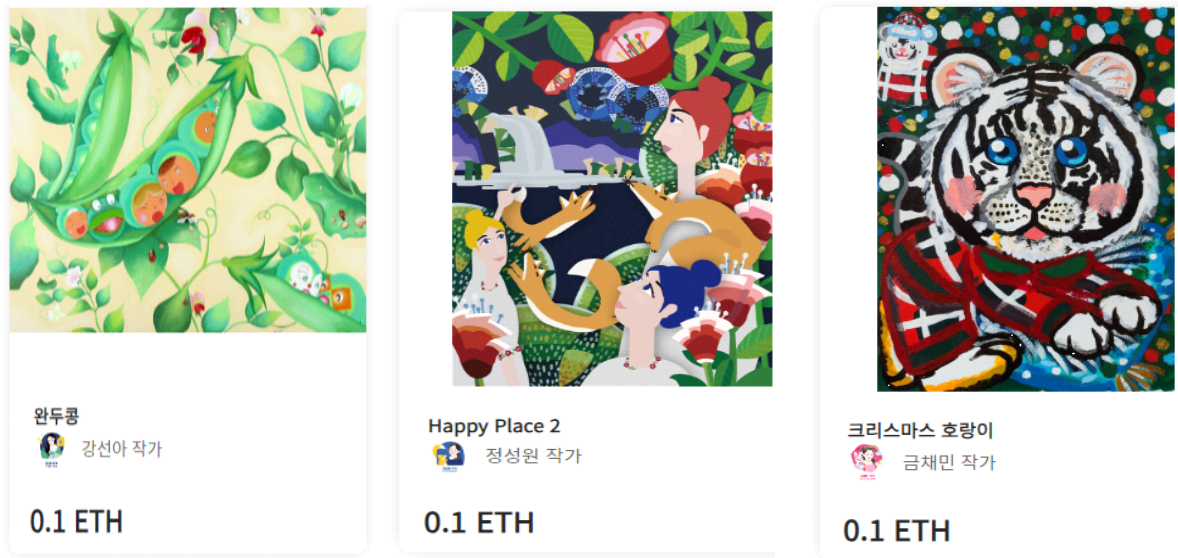 완두콩
강선아 작가
0.1 ETH
Happy Place 2
정성원 작가
0.1 ETH
크리스마스 호랑이
금채민 작가
0.1 ETH